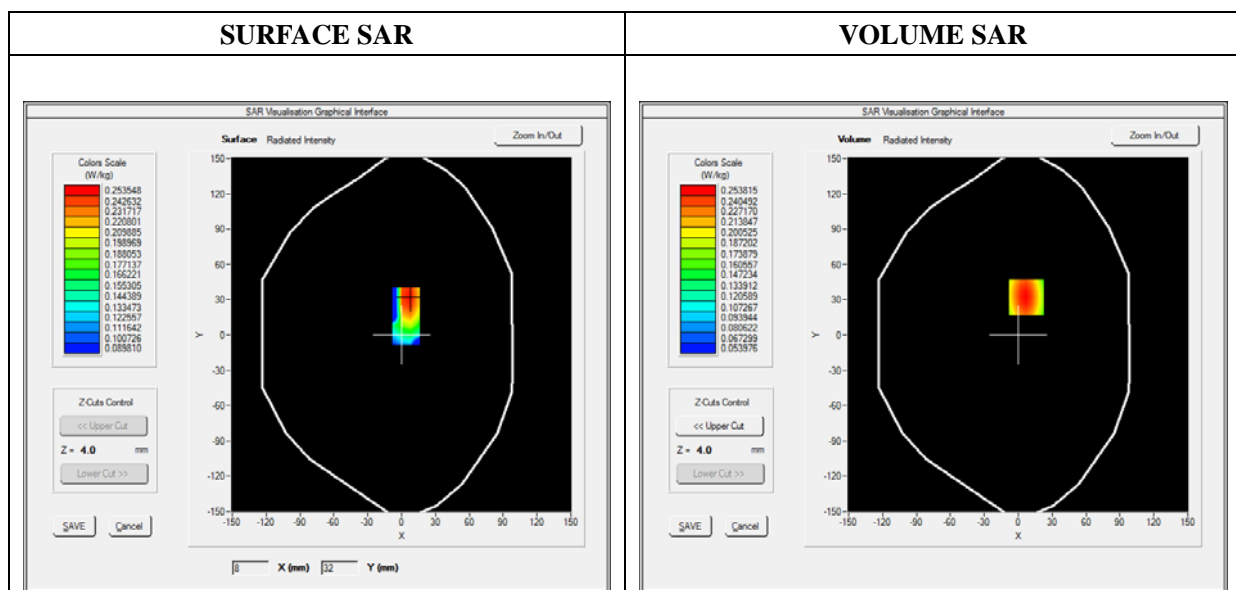 SURFACE SAR
SAR Visualisation Graphical Interface
Surface Radiated Intensity
Zoom In/Out
Colors Scale
(W/kg)
0.253548
0.242632
0.231717
0.220801
0.209885
0.198969
0.188053
0.177137
0.166221
0.155305
0.144389
0.133473
0.122557
0.111642
0.100726
0.089810
Z-Cuts Control
<< Upper Cut
Z = 4.0 mm
Lower Cut >>
SAVE Cancel
150
120
90
60
30
0
-30
-60
-90
-120
-150
Y
-150 -120 -90 -60 -30 0 30 60 90 120 150
X
8 X (mm) 32 Y (mm)
VOLUME SAR
SAR Visualisation Graphical Interface
Volume Radiated Intensity
Zoom In/Out
Colors Scale
(W/kg)
0.253815
0.240492
0.227170
0.213847
0.200525
0.187202
0.173879
0.160557
0.147234
0.133912
0.120589
0.107267
0.093944
0.080622
0.067299
0.053976
Z-Cuts Control
<< Upper Cut
Z = 4.0 mm
Lower Cut >>
SAVE Cancel
150
120
90
60
30
0
-30
-60
-90
-120
-150
Y
-150 -120 -90 -60 -30 0 30 60 90 120 150
X